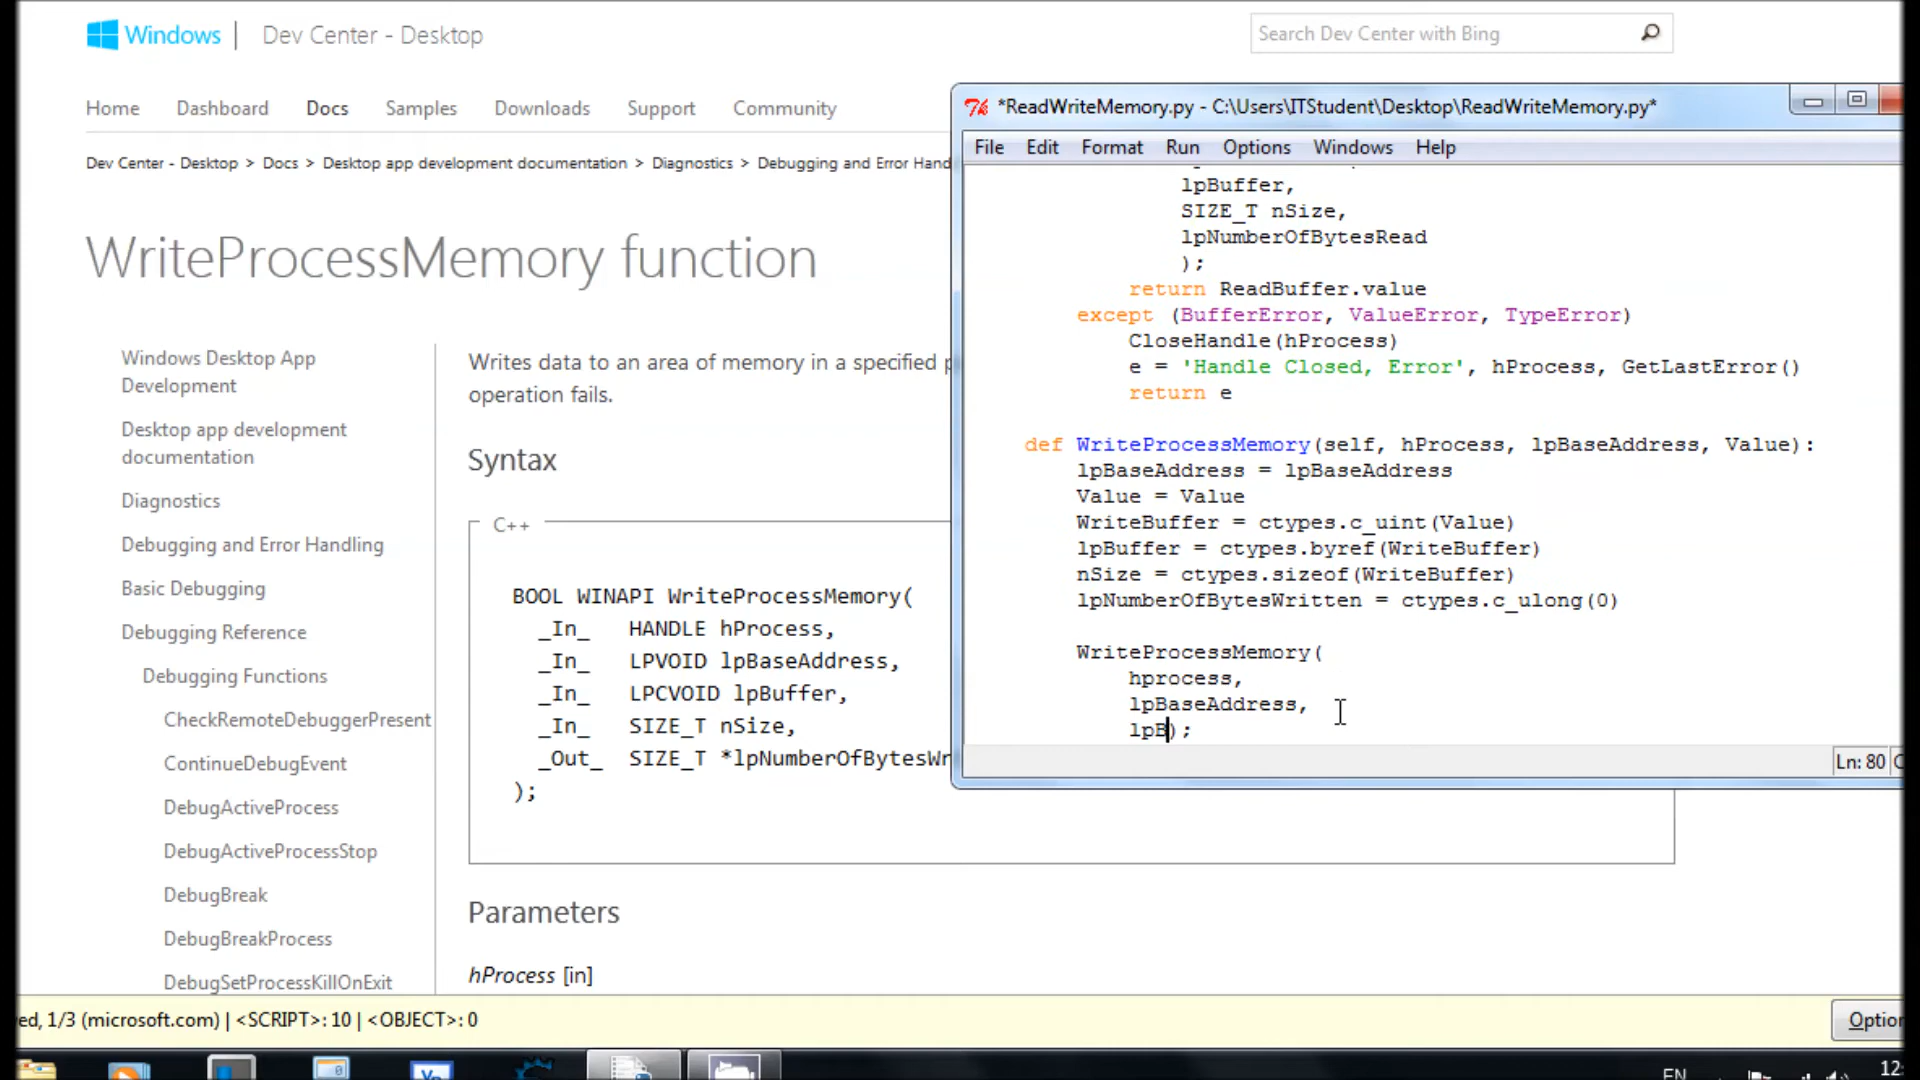 Windows | Dev Center - Desktop
Search Dev Center with Bing
Home Dashboard Docs Samples Downloads Support Community
Dev Center - Desktop > Docs > Desktop app development documentation > Diagnostics > Debugging and Error Hand
WriteProcessMemory function
Windows Desktop App
Development
Desktop app development
documentation
Diagnostics
Debugging and Error Handling
Basic Debugging
Debugging Reference
Debugging Functions
CheckRemoteDebuggerPresent
ContinueDebugEvent
DebugActiveProcess
DebugActiveProcessStop
DebugBreak
DebugBreakProcess
DebugSetProcessKillOnExit
Writes data to an area of memory in a specified p
operation fails.
Syntax
C++
BOOL WINAPI WriteProcessMemory(
_In_ HANDLE hProcess,
_In_ LPVOID lpBaseAddress,
_In_ LPCVOID lpBuffer,
_In_ SIZE_T nSize,
_Out_ SIZE_T *lpNumberOfBytesWr
);
Parameters
hProcess [in]
*ReadWriteMemory.py - C:\Users\ITStudent\Desktop\ReadWriteMemory.py*
File Edit Format Run Options Windows Help
lpBuffer,
SIZE_T nSize,
lpNumberOfBytesRead
);
return ReadBuffer.value
except (BufferError, ValueError, TypeError)
CloseHandle(hProcess)
e = 'Handle Closed, Error', hProcess, GetLastError()
return e
def WriteProcessMemory(self, hProcess, lpBaseAddress, Value):
lpBaseAddress = lpBaseAddress
Value = Value
WriteBuffer = ctypes.c_uint(Value)
lpBuffer = ctypes.byref(WriteBuffer)
nSize = ctypes.sizeof(WriteBuffer)
lpNumberOfBytesWritten = ctypes.c_ulong(0)
WriteProcessMemory(
hprocess,
lpBaseAddress,
lpB);
Ln: 80 C
ed, 1/3 (microsoft.com) | <SCRIPT>: 10 | <OBJECT>: 0
Option
EN
12: